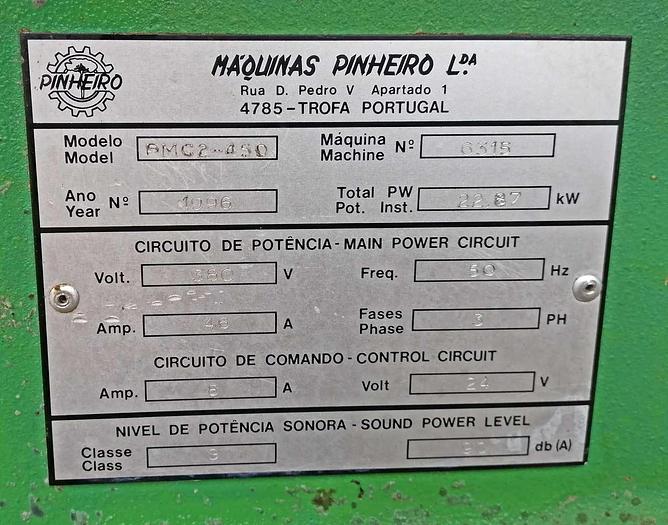 PINHEIRO
MÁQUINAS PINHEIRO L.DA
Rua D. Pedro V Apartado 1
4785-TROFA PORTUGAL
Modelo
Model PMC2-450
Máquina
Machine Nº 6315
Ano
Year Nº 1996
Total PW
Pot. Inst. 22.87 kW
CIRCUITO DE POTÊNCIA-MAIN POWER CIRCUIT
Volt. 380 V
Freq. 50 Hz
Amp. 46 A
Fases
Phase 3 PH
CIRCUITO DE COMANDO-CONTROL CIRCUIT
Amp. A
Volt 24 V
NIVEL DE POTÊNCIA SONORA-SOUND POWER LEVEL
Classe
Class
db (A)